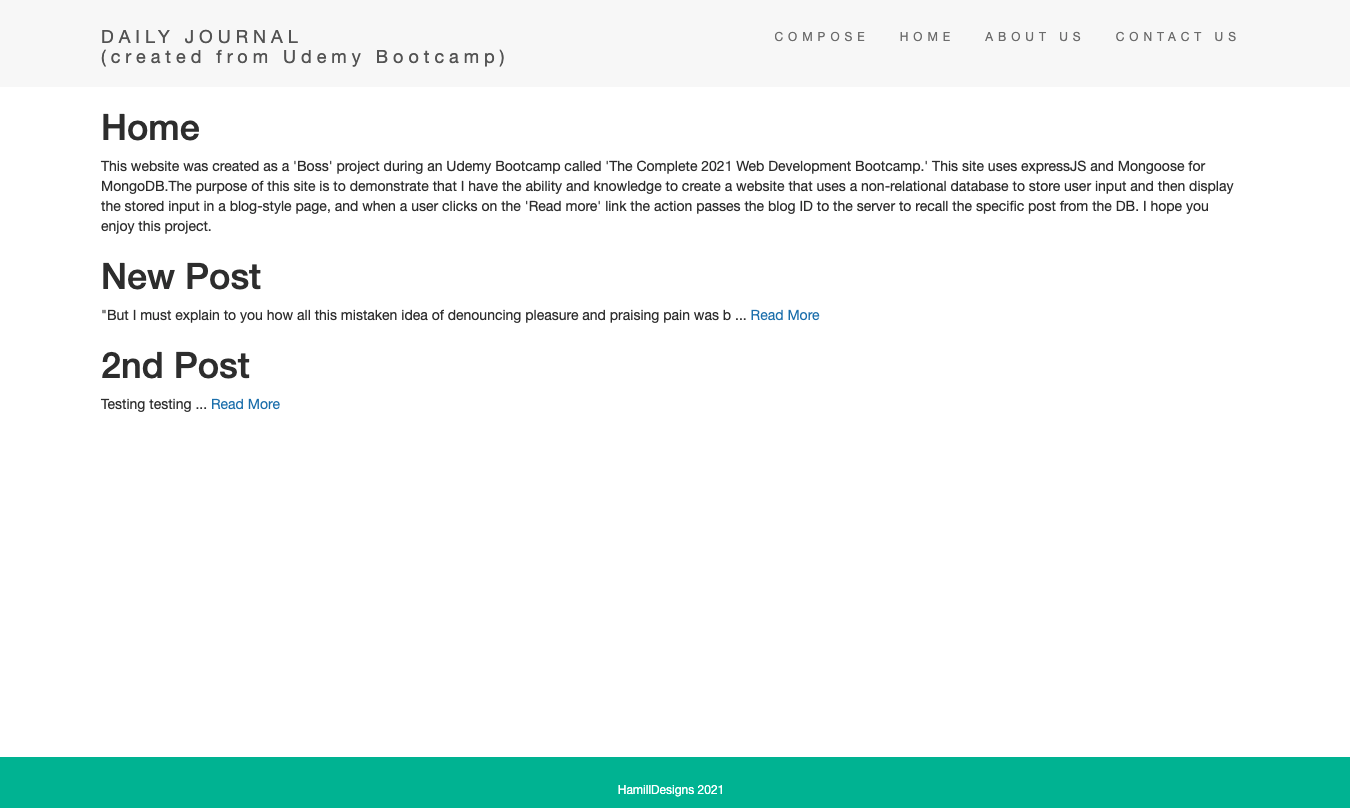 DAILY JOURNAL
(created from Udemy Bootcamp)
COMPOSE HOME ABOUT US CONTACT US
Home
This website was created as a 'Boss' project during an Udemy Bootcamp called 'The Complete 2021 Web Development Bootcamp.' This site uses expressJS and Mongoose for
MongoDB.The purpose of this site is to demonstrate that I have the ability and knowledge to create a website that uses a non-relational database to store user input and then display
the stored input in a blog-style page, and when a user clicks on the 'Read more' link the action passes the blog ID to the server to recall the specific post from the DB. I hope you
enjoy this project.
New Post
"But I must explain to you how all this mistaken idea of denouncing pleasure and praising pain was b ... Read More
2nd Post
Testing testing ... Read More
HamillDesigns 2021